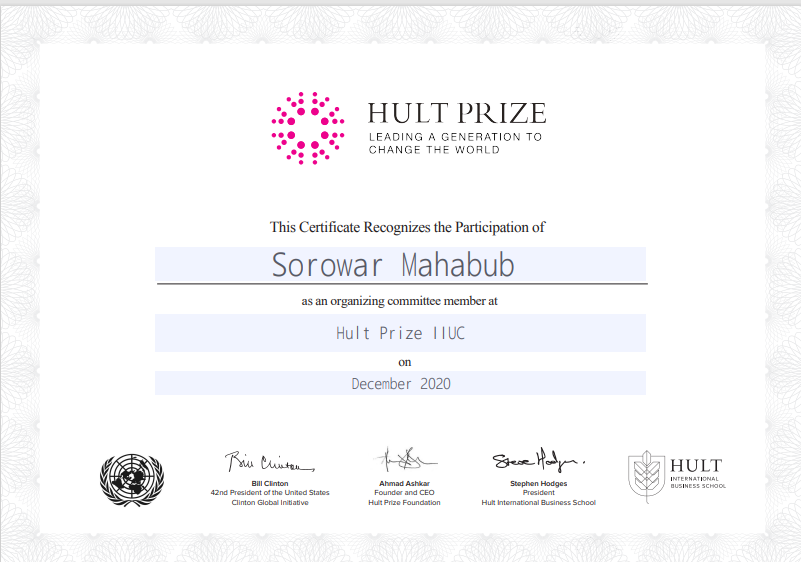 HULT PRIZE
LEADING A GENERATION TO
CHANGE THE WORLD
This Certificate Recognizes the Participation of
Sorowar Mahabub
as an organizing committee member at
Hult Prize IIUC
on
December 2020
Bill Clinton
Steve Hodges
Bill Clinton
42nd President of the United States
Clinton Global Initiative
Ahmad Ashkar
Founder and CEO
Hult Prize Foundation
Stephen Hodges
President
Hult International Business School
HULT
INTERNATIONAL
BUSINESS SCHOOL